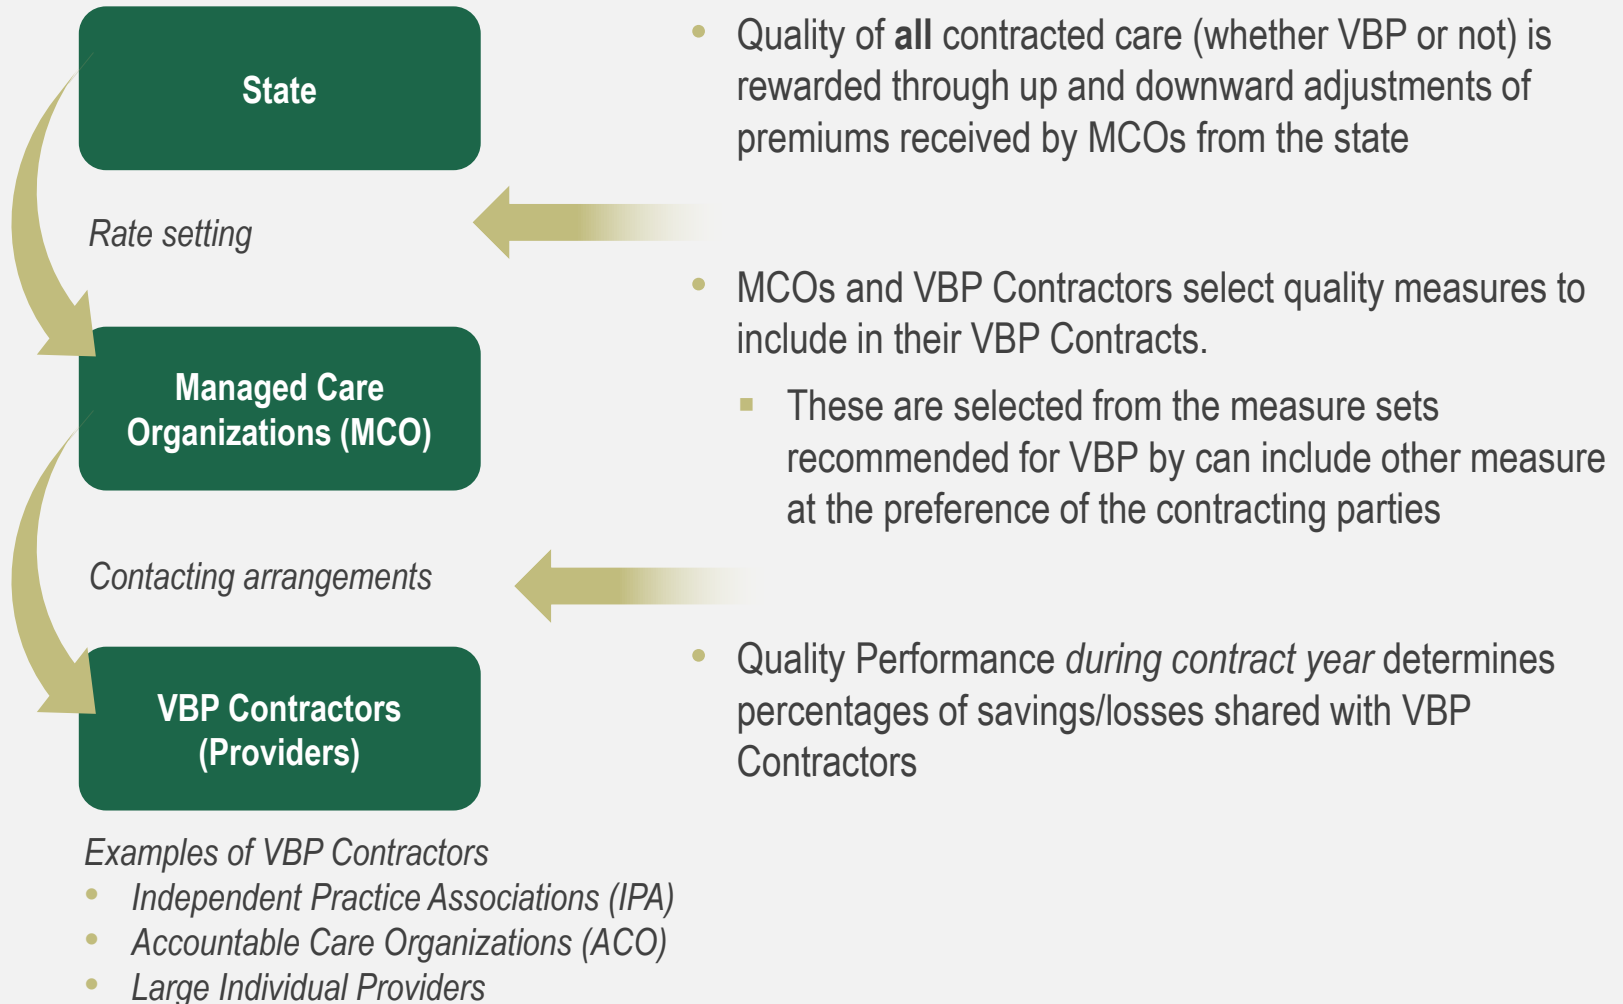 State
Rate setting
Managed Care
Organizations (MCO)
Contacting arrangements
VBP Contractors
(Providers)
Examples of VBP Contractors
• Independent Practice Associations (IPA)
• Accountable Care Organizations (ACO)
• Large Individual Providers
• Quality of all contracted care (whether VBP or not) is
rewarded through up and downward adjustments of
premiums received by MCOs from the state
• MCOs and VBP Contractors select quality measures to
include in their VBP Contracts.
▪ These are selected from the measure sets
recommended for VBP by can include other measure
at the preference of the contracting parties
• Quality Performance during contract year determines
percentages of savings/losses shared with VBP
Contractors